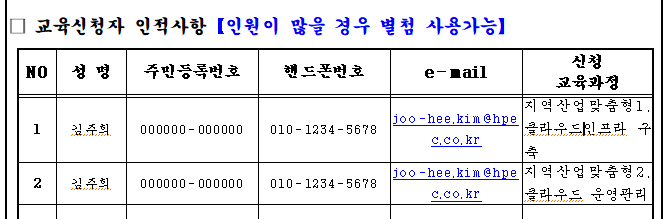 □ 교육신청자 인적사항 [인원이 많을 경우 별첨 사용가능]
NO 성 명 주민등록번호 핸드폰번호 e-mail 신청
교육과정
1 김주희 000000-000000 010-1234-5678 joo-hee.kim@hpe
c.co.kr 지역산업맞춤형1.
클라우드인프라 구
축
2 김주희 000000-000000 010-1234-5678 joo-hee.kim@hpe
c.co.kr 지역산업맞춤형2.
클라우드 운영관리